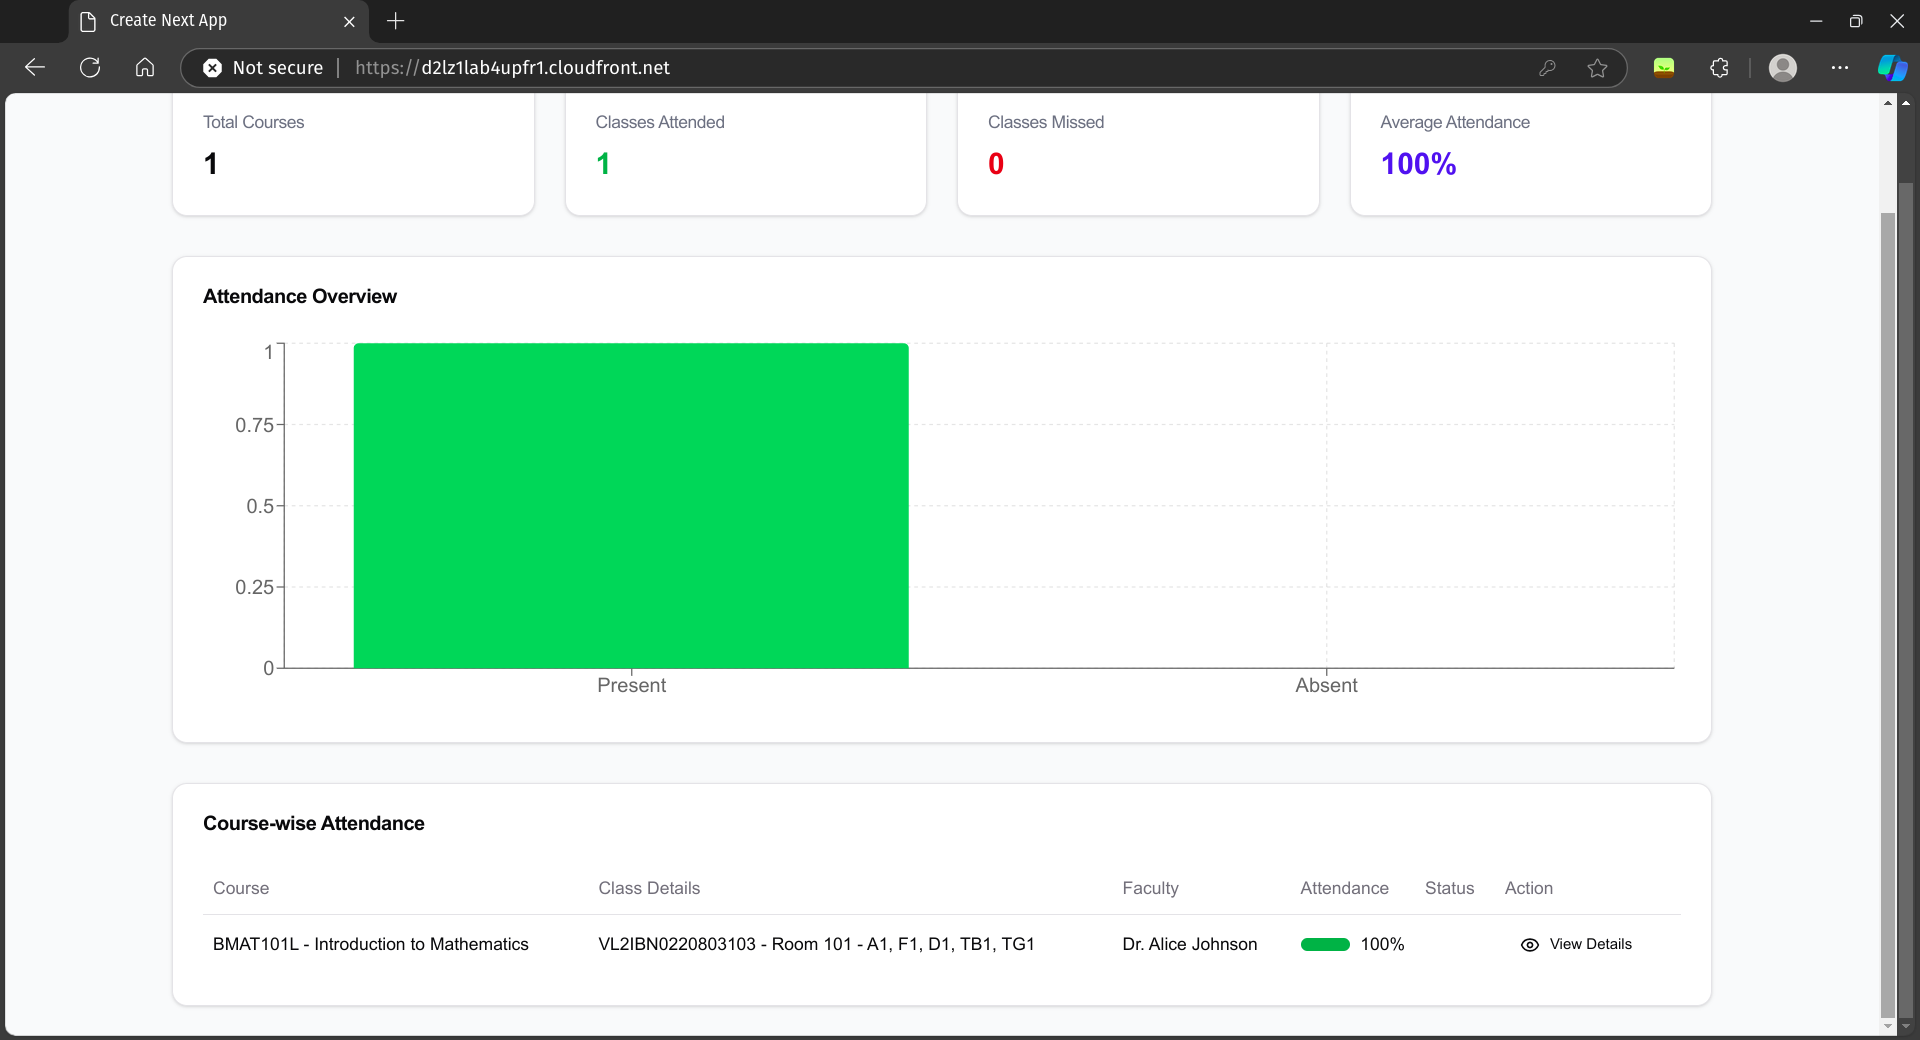 Create Next App
Not secure | https://d2lz1lab4upfr1.cloudfront.net
Total Courses
1
Classes Attended
1
Classes Missed
0
Average Attendance
100%
Attendance Overview
1
0.75
0.5
0.25
0
Present
Absent
Course-wise Attendance
Course Class Details Faculty Attendance Status Action
BMAT101L - Introduction to Mathematics VL2IBN0220803103 - Room 101 - A1, F1, D1, TB1, TG1 Dr. Alice Johnson 100% View Details